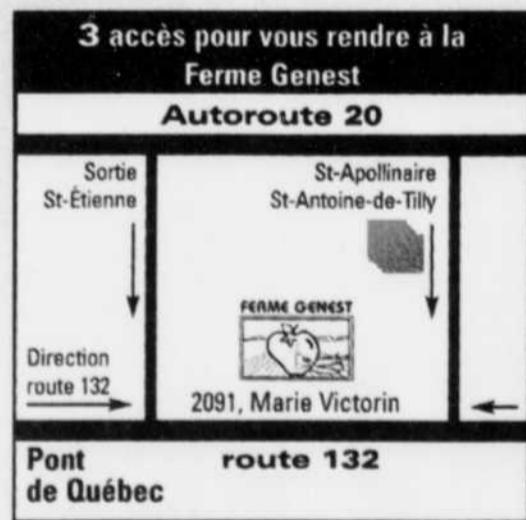 3 accès pour vous rendre à la
Ferme Genest
Autoroute 20
Sortie
St-Étienne
St-Apollinaire
St-Antoine-de-Tilly
FERME GENEST
Direction
route 132
2091, Marie Victorin
Pont
de Québec
route 132